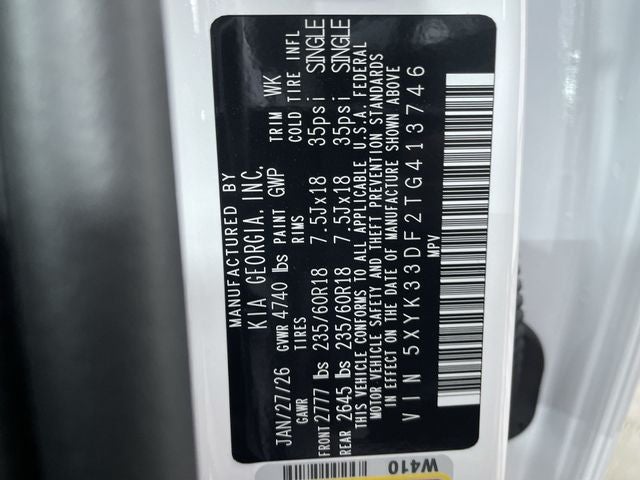 MANUFACTURED BY
KIA GEORGIA, INC.
JAN/27/26 GVWR 4740 lbs PAINT GWP TRIM WK
GAWR TIRES RIMS COLD TIRE INFL
FRONT 2777 lbs 235/60R18 7.5Jx18 35psi SINGLE
REAR 2645 lbs 235/60R18 7.5Jx18 35psi SINGLE
THIS VEHICLE CONFORMS TO ALL APPLICABLE U.S.A. FEDERAL
MOTOR VEHICLE SAFETY AND THEFT PREVENTION STANDARDS
IN EFFECT ON THE DATE OF MANUFACTURE SHOWN ABOVE
VIN 5XYK33DF2TG413746
MPV
W410